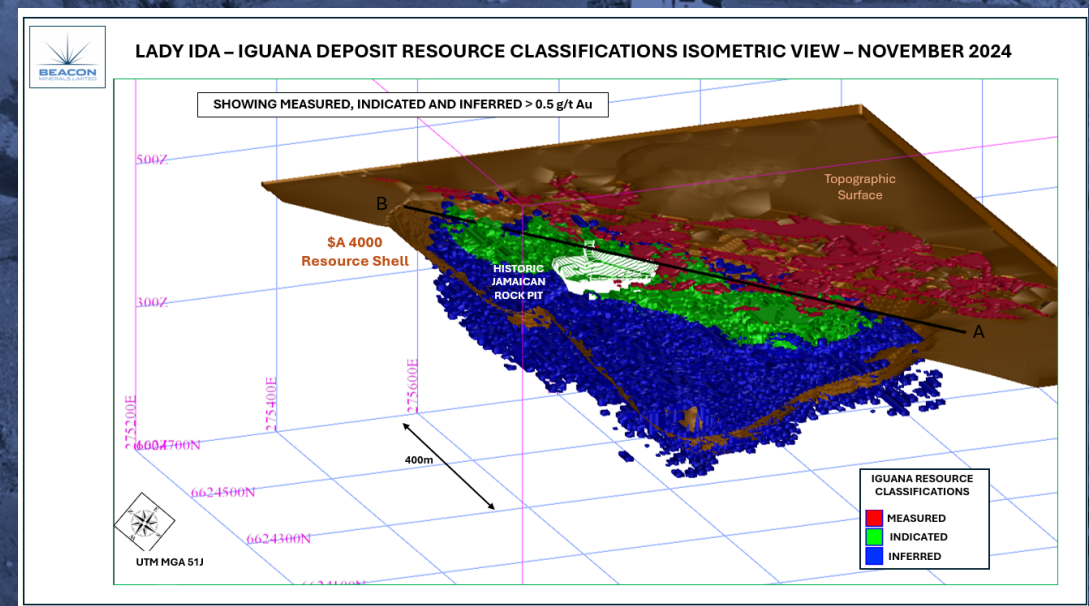 BEACON
MINERALS LIMITED
LADY IDA – IGUANA DEPOSIT RESOURCE CLASSIFICATIONS ISOMETRIC VIEW – NOVEMBER 2024
SHOWING MEASURED, INDICATED AND INFERRED > 0.5 g/t Au
500Z
Topographic
Surface
B
$A 4000
Resource Shell
HISTORIC
JAMAICAN
ROCK PIT
300Z
A
275600E
275400E
275200E
400m
6624500N
6624300N
IGUANA RESOURCE
CLASSIFICATIONS
MEASURED
INDICATED
INFERRED
UTM MGA 51J